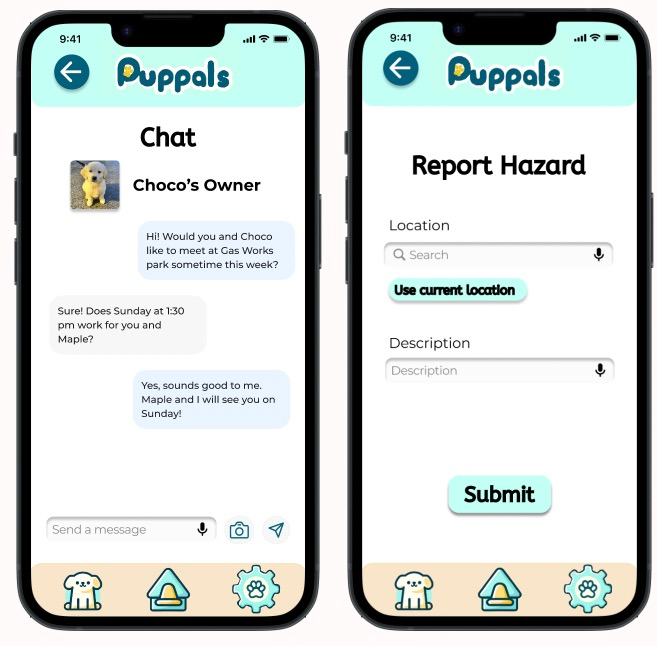 9:41
Puppals
Chat
Choco's Owner
Hi! Would you and Choco
like to meet at Gas Works
park sometime this week?
Sure! Does Sunday at 1:30
pm work for you and
Maple?
Yes, sounds good to me.
Maple and I will see you on
Sunday!
Send a message
9:41
Puppals
Report Hazard
Location
Search
Use current location
Description
Description
Submit